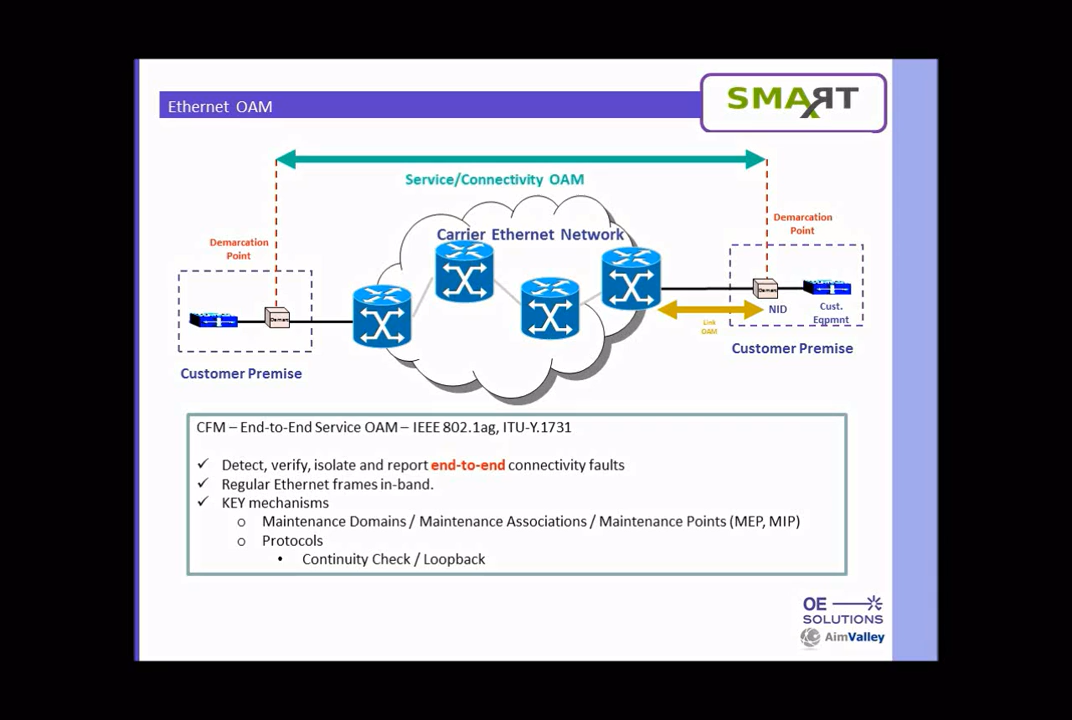 Ethernet OAM
SMART
Service/Connectivity OAM
Carrier Ethernet Network
Demarcation
Point
Demarcation
Point
Demarc
Demarc
NID
Cust.
Eqpmnt
Link
OAM
Customer Premise
Customer Premise
CFM – End-to-End Service OAM – IEEE 802.1ag, ITU-Y.1731
✓ Detect, verify, isolate and report end-to-end connectivity faults
✓ Regular Ethernet frames in-band.
✓ KEY mechanisms
o Maintenance Domains / Maintenance Associations / Maintenance Points (MEP, MIP)
o Protocols
• Continuity Check / Loopback
OE
SOLUTIONS
AimValley